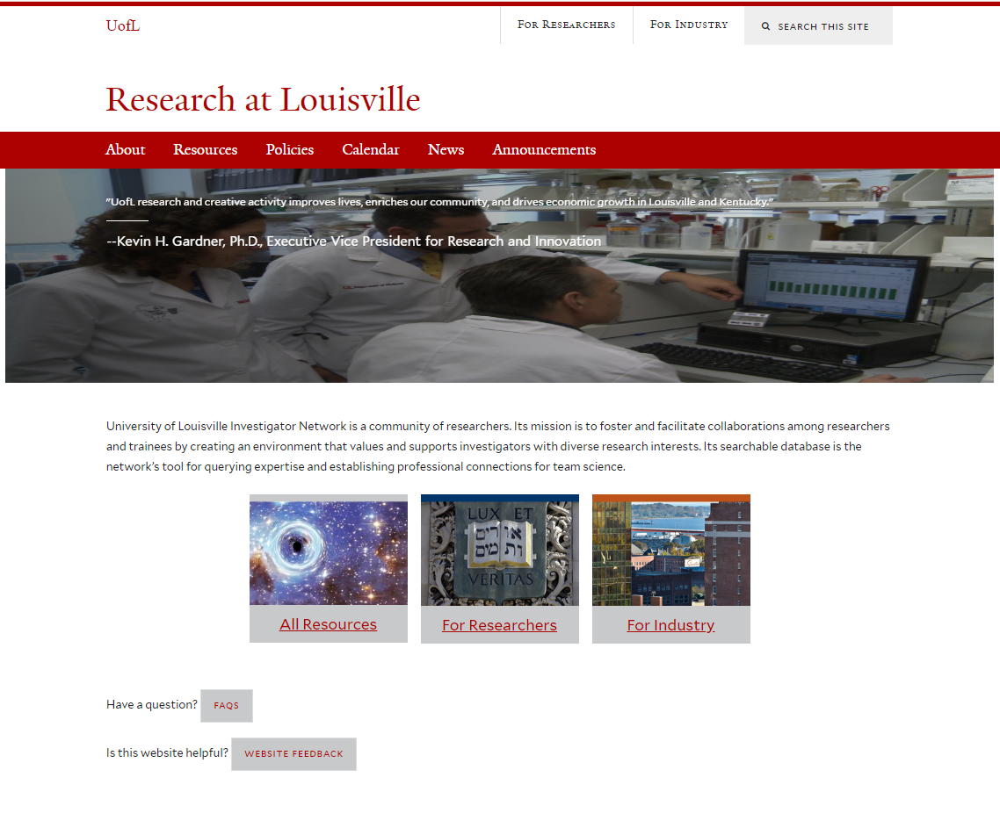 UofL
For Researchers
For Industry
SEARCH THIS SITE
Research at Louisville
About
Resources
Policies
Calendar
News
Announcements
"UofL research and creative activity improves lives, enriches our community, and drives economic growth in Louisville and Kentucky."
--Kevin H. Gardner, Ph.D., Executive Vice President for Research and Innovation
University of Louisville Investigator Network is a community of researchers. Its mission is to foster and facilitate collaborations among researchers
and trainees by creating an environment that values and supports investigators with diverse research interests. Its searchable database is the
network's tool for querying expertise and establishing professional connections for team science.
LUX ET
אורים
ותמים
VERITAS
All Resources
For Researchers
For Industry
Have a question? FAQS
Is this website helpful? WEBSITE FEEDBACK